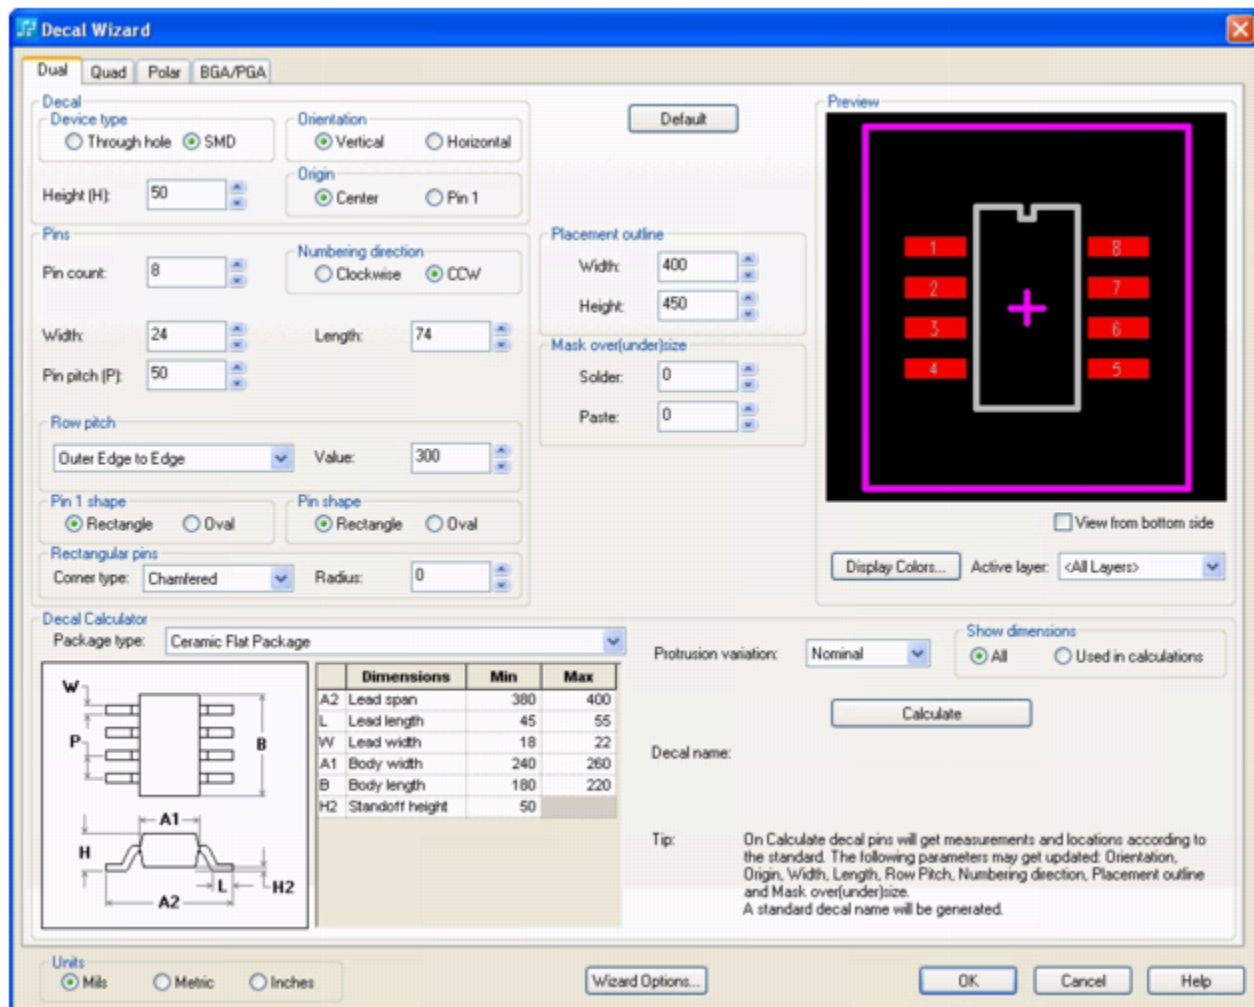 Decal Wizard
Dual Quad Polar BGA/PGA
Decal
Device type
Through hole SMD
Orientation
Vertical Horizontal
Height (H): 50
Origin
Center Pin 1
Default
Pins
Pin count: 8
Numbering direction
Clockwise CCW
Width: 24 Length: 74
Pin pitch (P): 50
Row pitch
Outer Edge to Edge Value: 300
Pin 1 shape
Rectangle Oval
Pin shape
Rectangle Oval
Rectangular pins
Corner type: Chamfered Radius: 0
Placement outline
Width: 400
Height: 450
Mask over(under)size
Solder: 0
Paste: 0
Preview
1 8
2 7
3 6
4 5
View from bottom side
Display Colors... Active layer: <All Layers>
Decal Calculator
Package type: Ceramic Flat Package
W
P
B
A1
H
L
H2
A2
Dimensions Min Max
A2 Lead span 380 400
L Lead length 45 55
W Lead width 18 22
A1 Body width 240 260
B Body length 180 220
H2 Standoff height 50
Protrusion variation: Nominal
Show dimensions
All Used in calculations
Calculate
Decal name:
Tip: On Calculate decal pins will get measurements and locations according to
the standard. The following parameters may get updated: Orientation,
Origin, Width, Length, Row Pitch, Numbering direction, Placement outline
and Mask over(under)size.
A standard decal name will be generated.
Units
Mils Metric Inches
Wizard Options...
OK Cancel Help